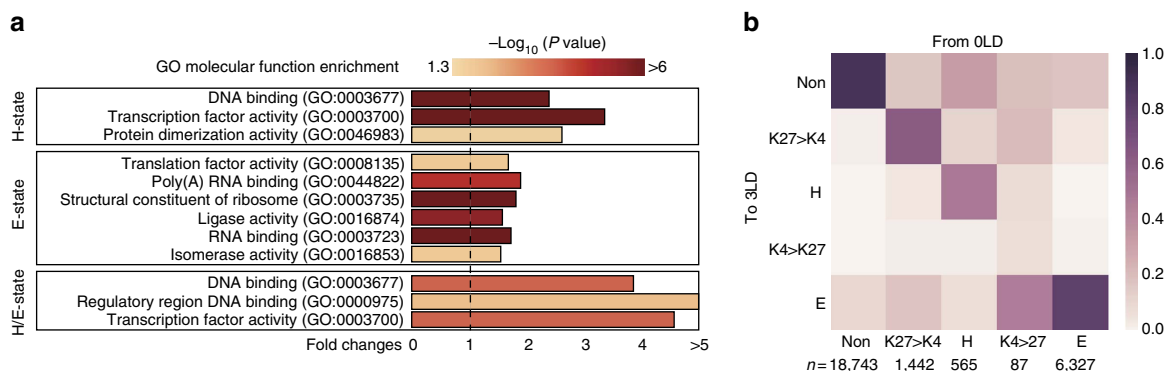 a
–Log10 (P value)
GO molecular function enrichment 1.3 >6
H-state
DNA binding (GO:0003677)
Transcription factor activity (GO:0003700)
Protein dimerization activity (GO:0046983)
E-state
Translation factor activity (GO:0008135)
Poly(A) RNA binding (GO:0044822)
Structural constituent of ribosome (GO:0003735)
Ligase activity (GO:0016874)
RNA binding (GO:0003723)
Isomerase activity (GO:0016853)
H/E-state
DNA binding (GO:0003677)
Regulatory region DNA binding (GO:0000975)
Transcription factor activity (GO:0003700)
Fold changes 0 1 2 3 4 >5
b
From 0LD
To 3LD
Non
K27>K4
H
K4>K27
E
Non K27>K4 H K4>27 E
n= 18,743 1,442 565 87 6,327
1.0
0.8
0.6
0.4
0.2
0.0